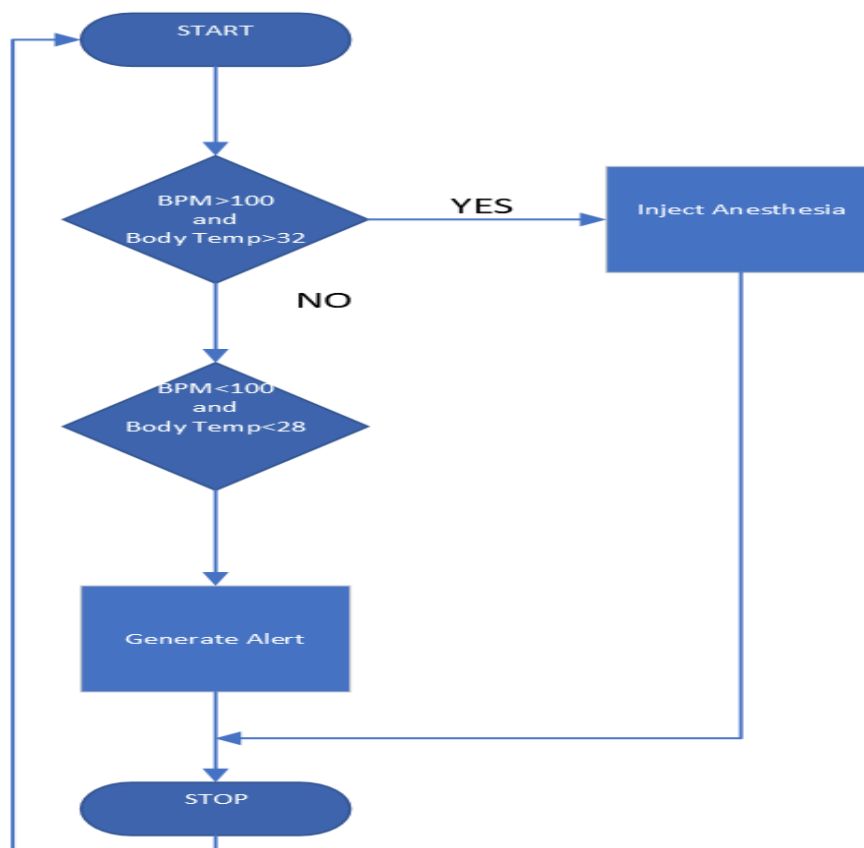 START
BPM>100
and
Body Temp>32
YES
Inject Anesthesia
NO
BPM<100
and
Body Temp<28
Generate Alert
STOP